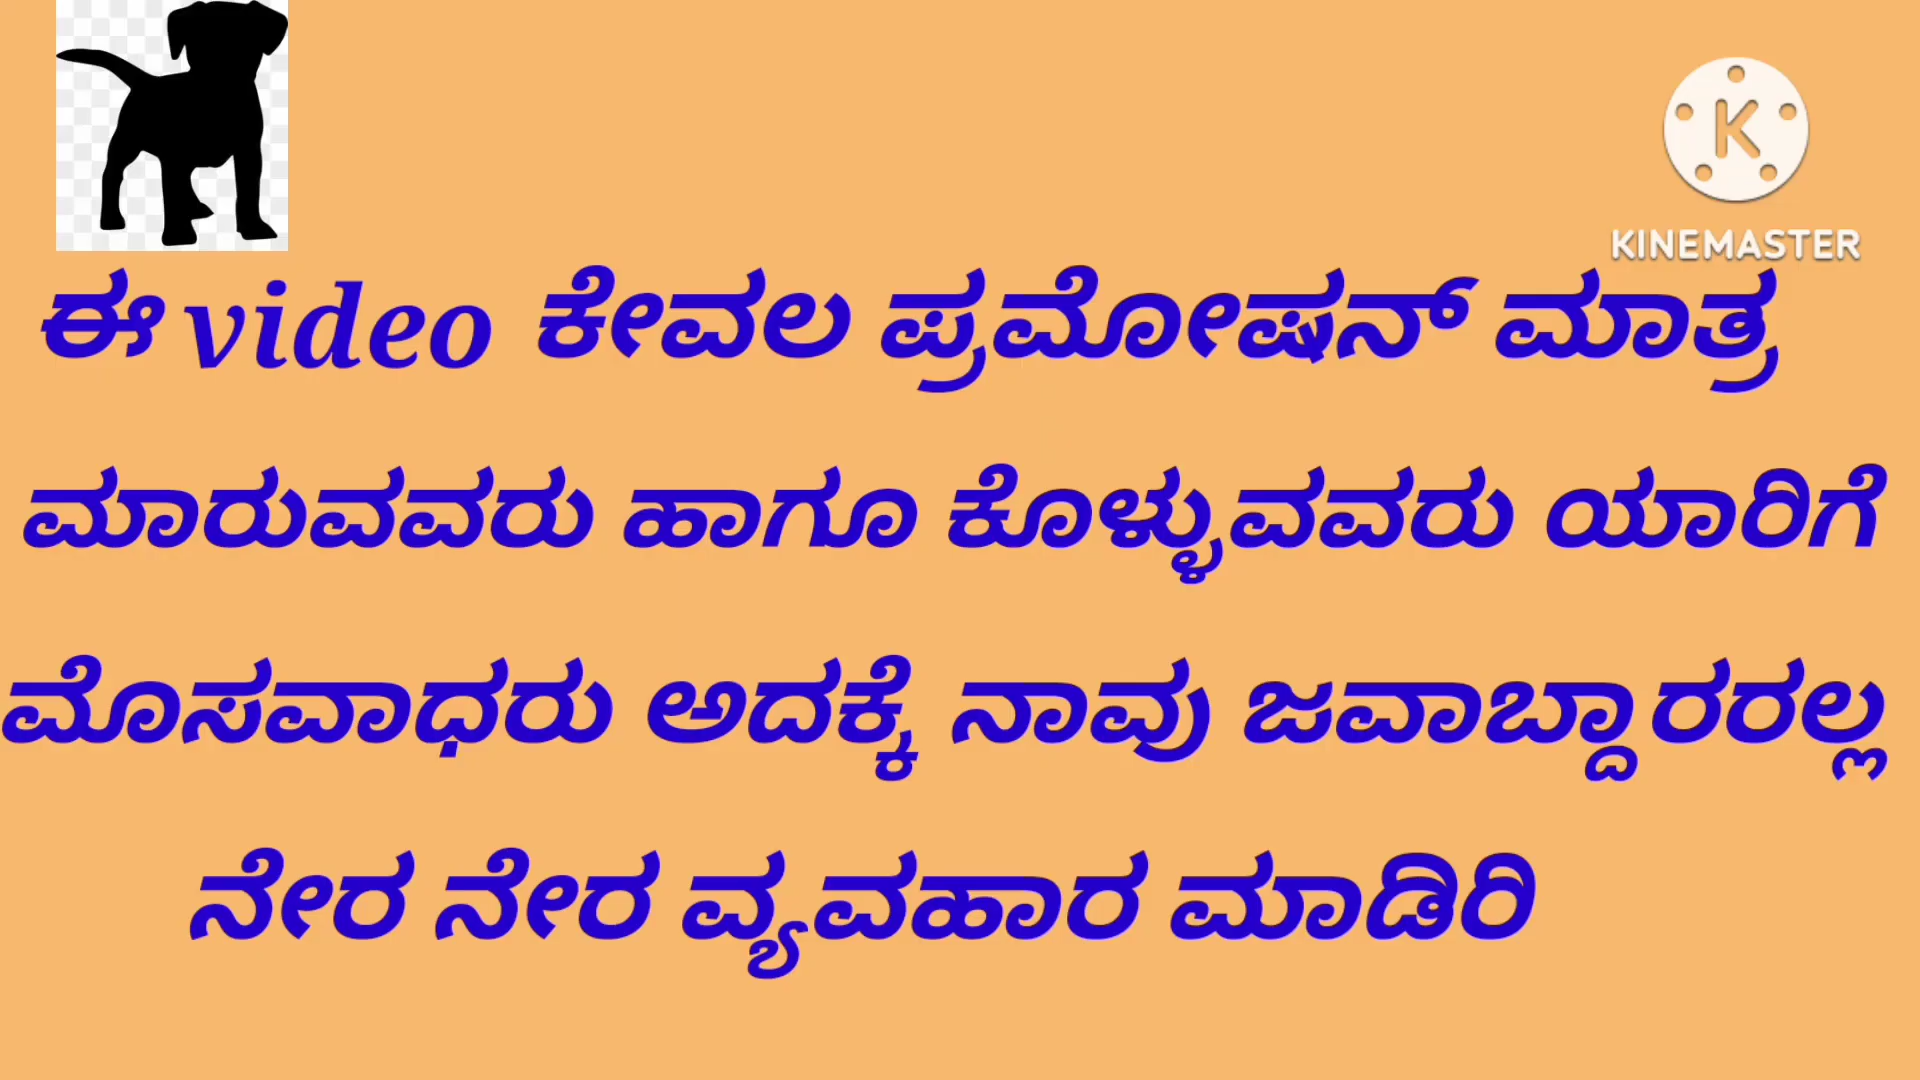 KINEMASTER
ಈ video ಕೇವಲ ಪ್ರಮೋಷನ್ ಮಾತ್ರ
ಮಾರುವವರು ಹಾಗೂ ಕೊಳ್ಳುವವರು ಯಾರಿಗೆ
ಮೊಸವಾಧರು ಅದಕ್ಕೆ ನಾವು ಜವಾಬ್ದಾರರಲ್ಲ
ನೇರ ನೇರ ವ್ಯವಹಾರ ಮಾಡಿರಿ